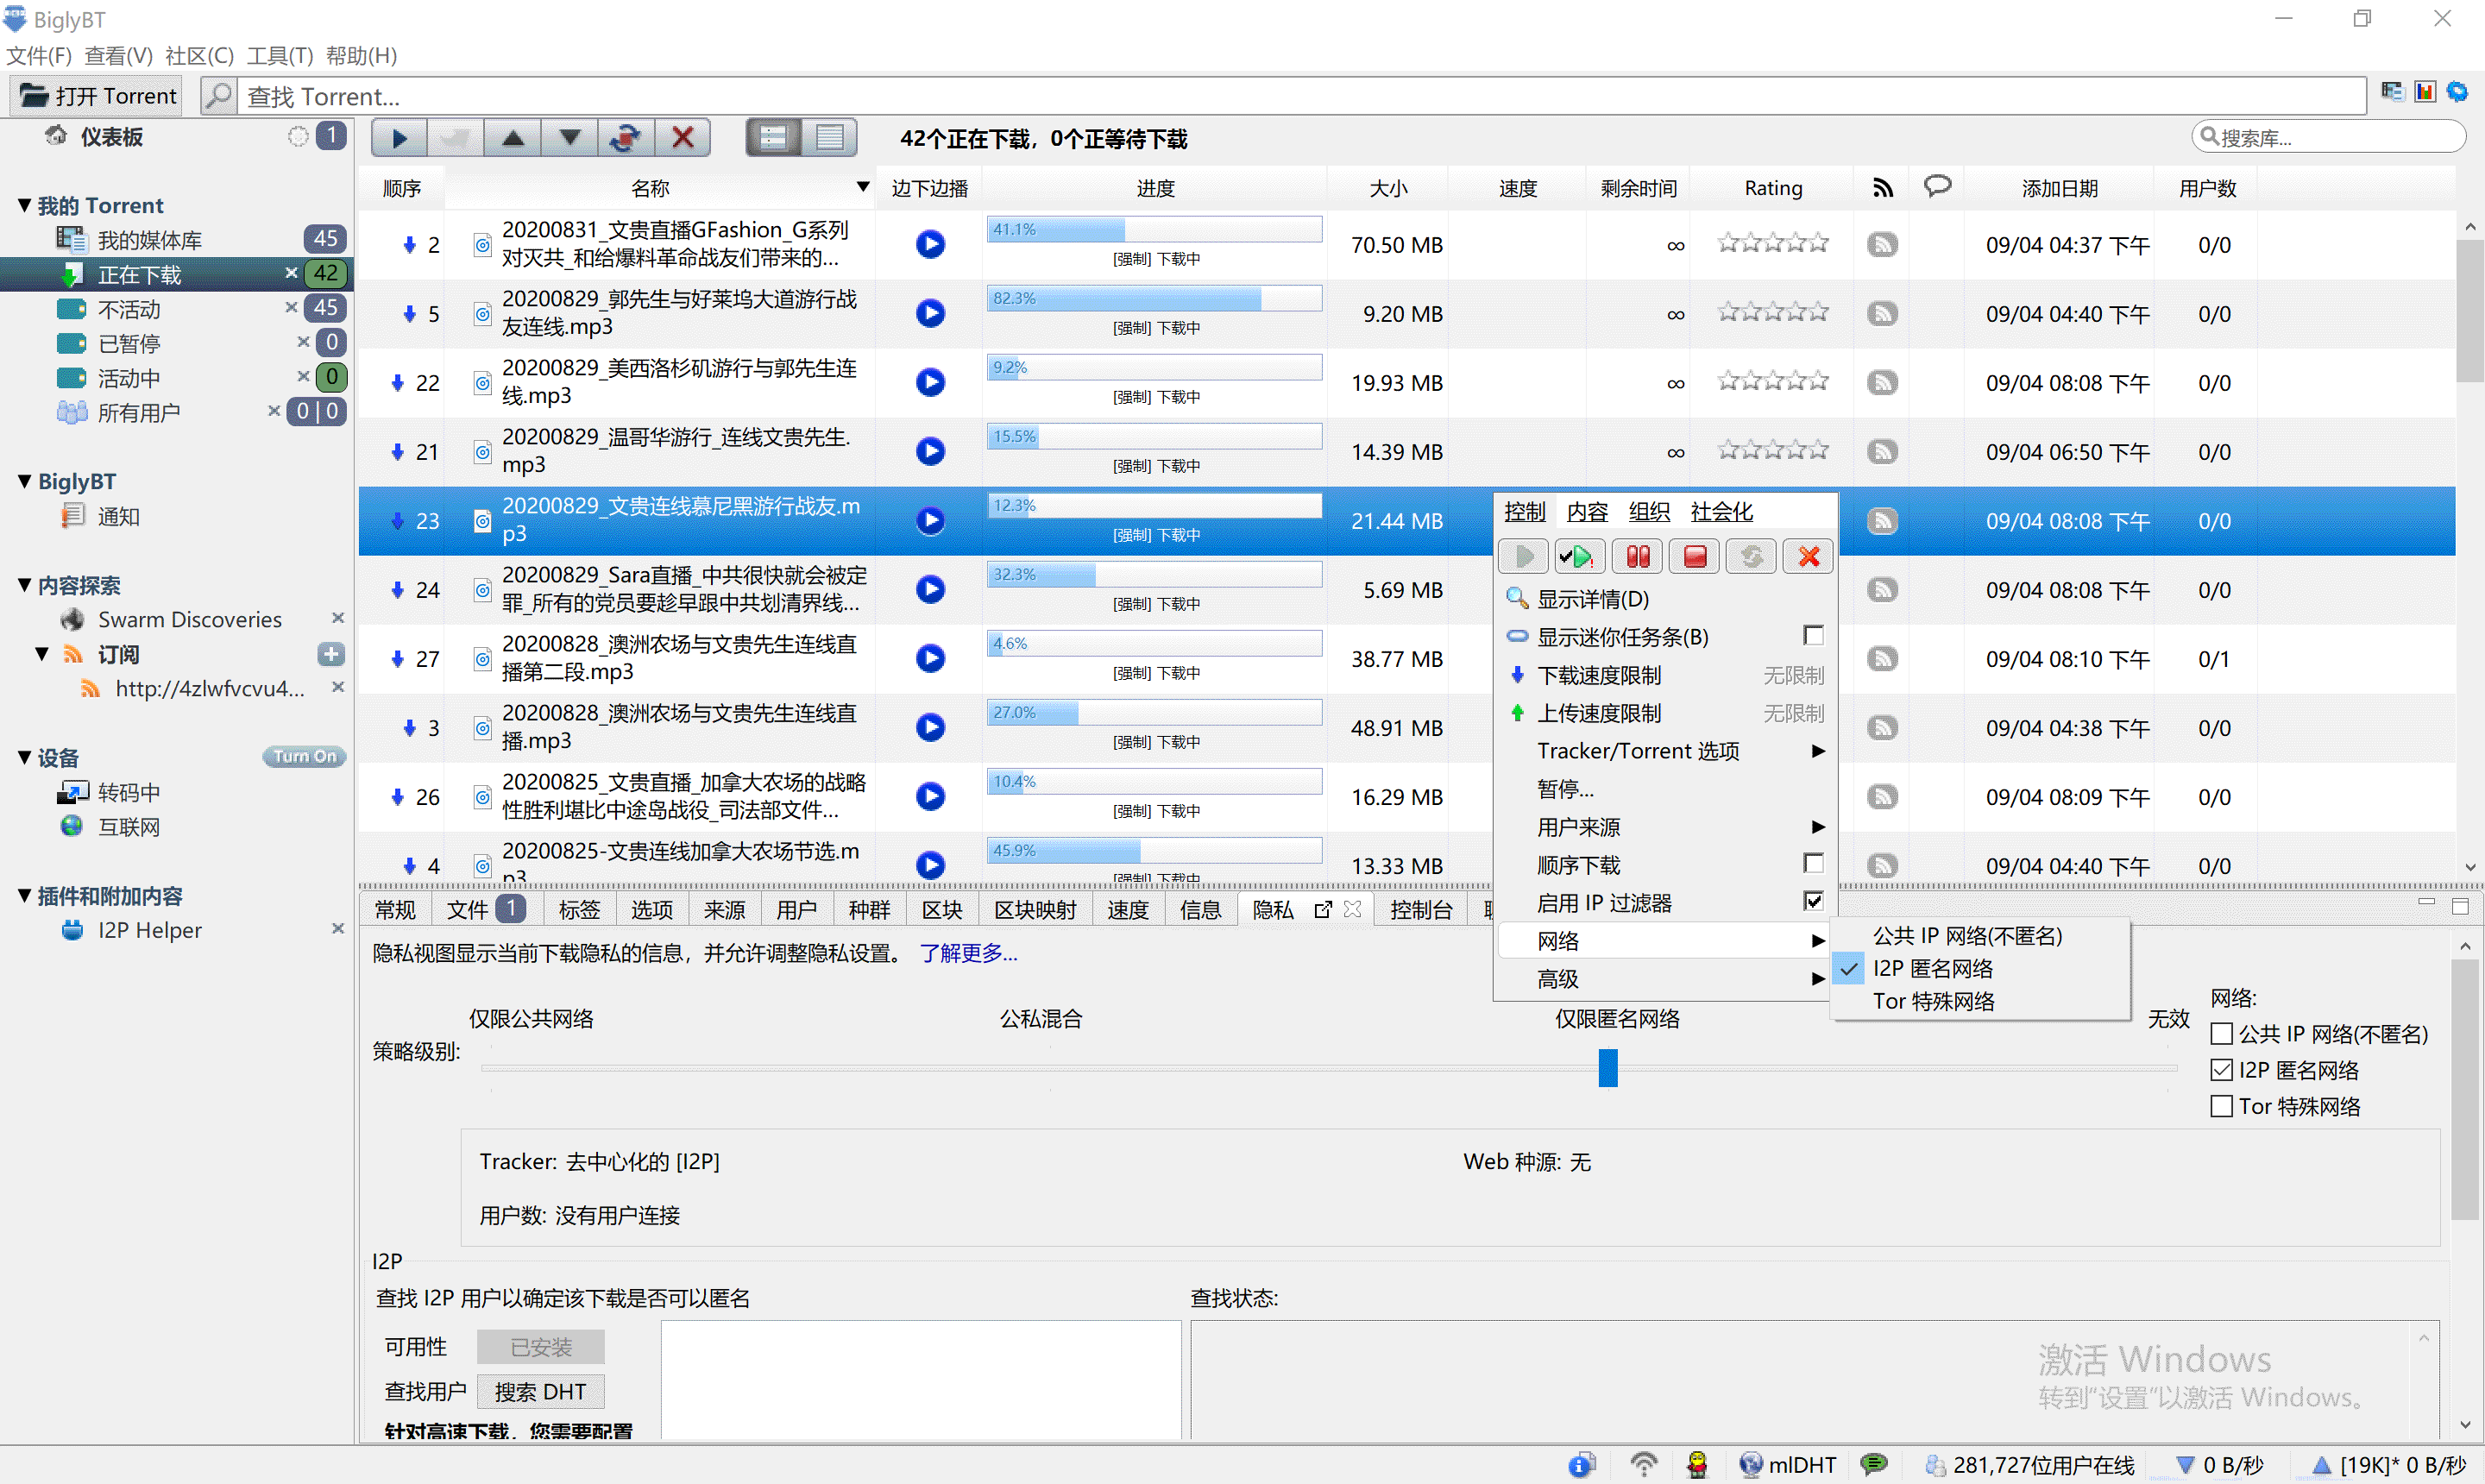 BiglyBT
文件(F) 查看(V) 社区(C) 工具(T) 帮助(H)
打开 Torrent
查找 Torrent...
仪表板 1
42个正在下载，0个正等待下载
搜索库...
我的 Torrent
我的媒体库 45
正在下载 42
不活动 45
已暂停 0
活动中 0
所有用户 0 | 0
BiglyBT
通知
内容探索
Swarm Discoveries
订阅
http://4zlwfvcvu4...
设备 Turn On
转码中
互联网
插件和附加内容
I2P Helper
顺序 名称 边下边播 进度 大小 速度 剩余时间 Rating 添加日期 用户数
2 20200831_文贵直播GFashion_G系列对灭共_和给爆料革命战友们带来的... 41.1% [强制] 下载中 70.50 MB ∞ 09/04 04:37 下午 0/0
5 20200829_郭先生与好莱坞大道游行战友连线.mp3 82.3% [强制] 下载中 9.20 MB ∞ 09/04 04:40 下午 0/0
22 20200829_美西洛杉矶游行与郭先生连线.mp3 9.2% [强制] 下载中 19.93 MB ∞ 09/04 08:08 下午 0/0
21 20200829_温哥华游行_连线文贵先生.mp3 15.5% [强制] 下载中 14.39 MB ∞ 09/04 06:50 下午 0/0
23 20200829_文贵连线慕尼黑游行战友.mp3 12.3% [强制] 下载中 21.44 MB 09/04 08:08 下午 0/0
24 20200829_Sara直播_中共很快就会被定罪_所有的党员要趁早跟中共划清界线... 32.3% [强制] 下载中 5.69 MB 09/04 08:08 下午 0/0
27 20200828_澳洲农场与文贵先生连线直播第二段.mp3 4.6% [强制] 下载中 38.77 MB 09/04 08:10 下午 0/1
3 20200828_澳洲农场与文贵先生连线直播.mp3 27.0% [强制] 下载中 48.91 MB 09/04 04:38 下午 0/0
26 20200825_文贵直播_加拿大农场的战略性胜利堪比中途岛战役_司法部文件... 10.4% [强制] 下载中 16.29 MB 09/04 08:09 下午 0/0
4 20200825-文贵连线加拿大农场节选.mp3 45.9% [强制] 下载中 13.33 MB 09/04 04:40 下午 0/0
控制 内容 组织 社会化
显示详情(D)
显示迷你任务条(B)
下载速度限制 无限制
上传速度限制 无限制
Tracker/Torrent 选项
暂停...
用户来源
顺序下载
启用 IP 过滤器
网络
高级
公共 IP 网络(不匿名)
I2P 匿名网络
Tor 特殊网络
常规 文件 1 标签 选项 来源 用户 种群 区块 区块映射 速度 信息 隐私 控制台
隐私视图显示当前下载隐私的信息，并允许调整隐私设置。 了解更多...
仅限公共网络 公私混合 仅限匿名网络 无效
策略级别:
网络:
公共 IP 网络(不匿名)
I2P 匿名网络
Tor 特殊网络
Tracker: 去中心化的 [I2P] Web 种源: 无
用户数: 没有用户连接
I2P
查找 I2P 用户以确定该下载是否可以匿名 查找状态:
可用性 已安装
查找用户 搜索 DHT
针对高速下载，您需要配置
激活 Windows
转到"设置"以激活 Windows。
mlDHT 281,727位用户在线 0 B/秒 [19K]* 0 B/秒